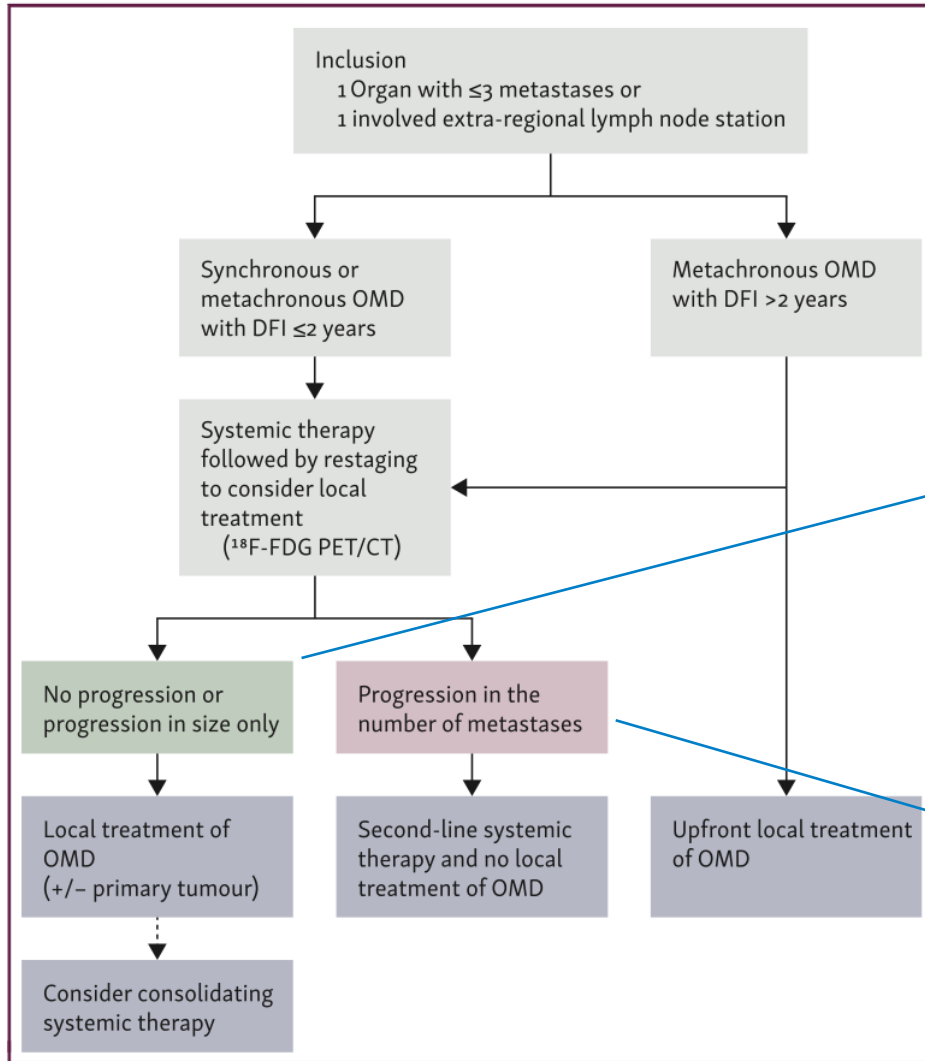 Inclusion
1 Organ with ≤3 metastases or
1 involved extra-regional lymph node station
Synchronous or
metachronous OMD
with DFI ≤2 years
Metachronous OMD
with DFI >2 years
Systemic therapy
followed by restaging
to consider local
treatment
(¹⁸F-FDG PET/CT)
No progression or
progression in size only
Progression in the
number of metastases
Local treatment of
OMD
(+/− primary tumour)
Second-line systemic
therapy and no local
treatment of OMD
Upfront local treatment
of OMD
Consider consolidating
systemic therapy